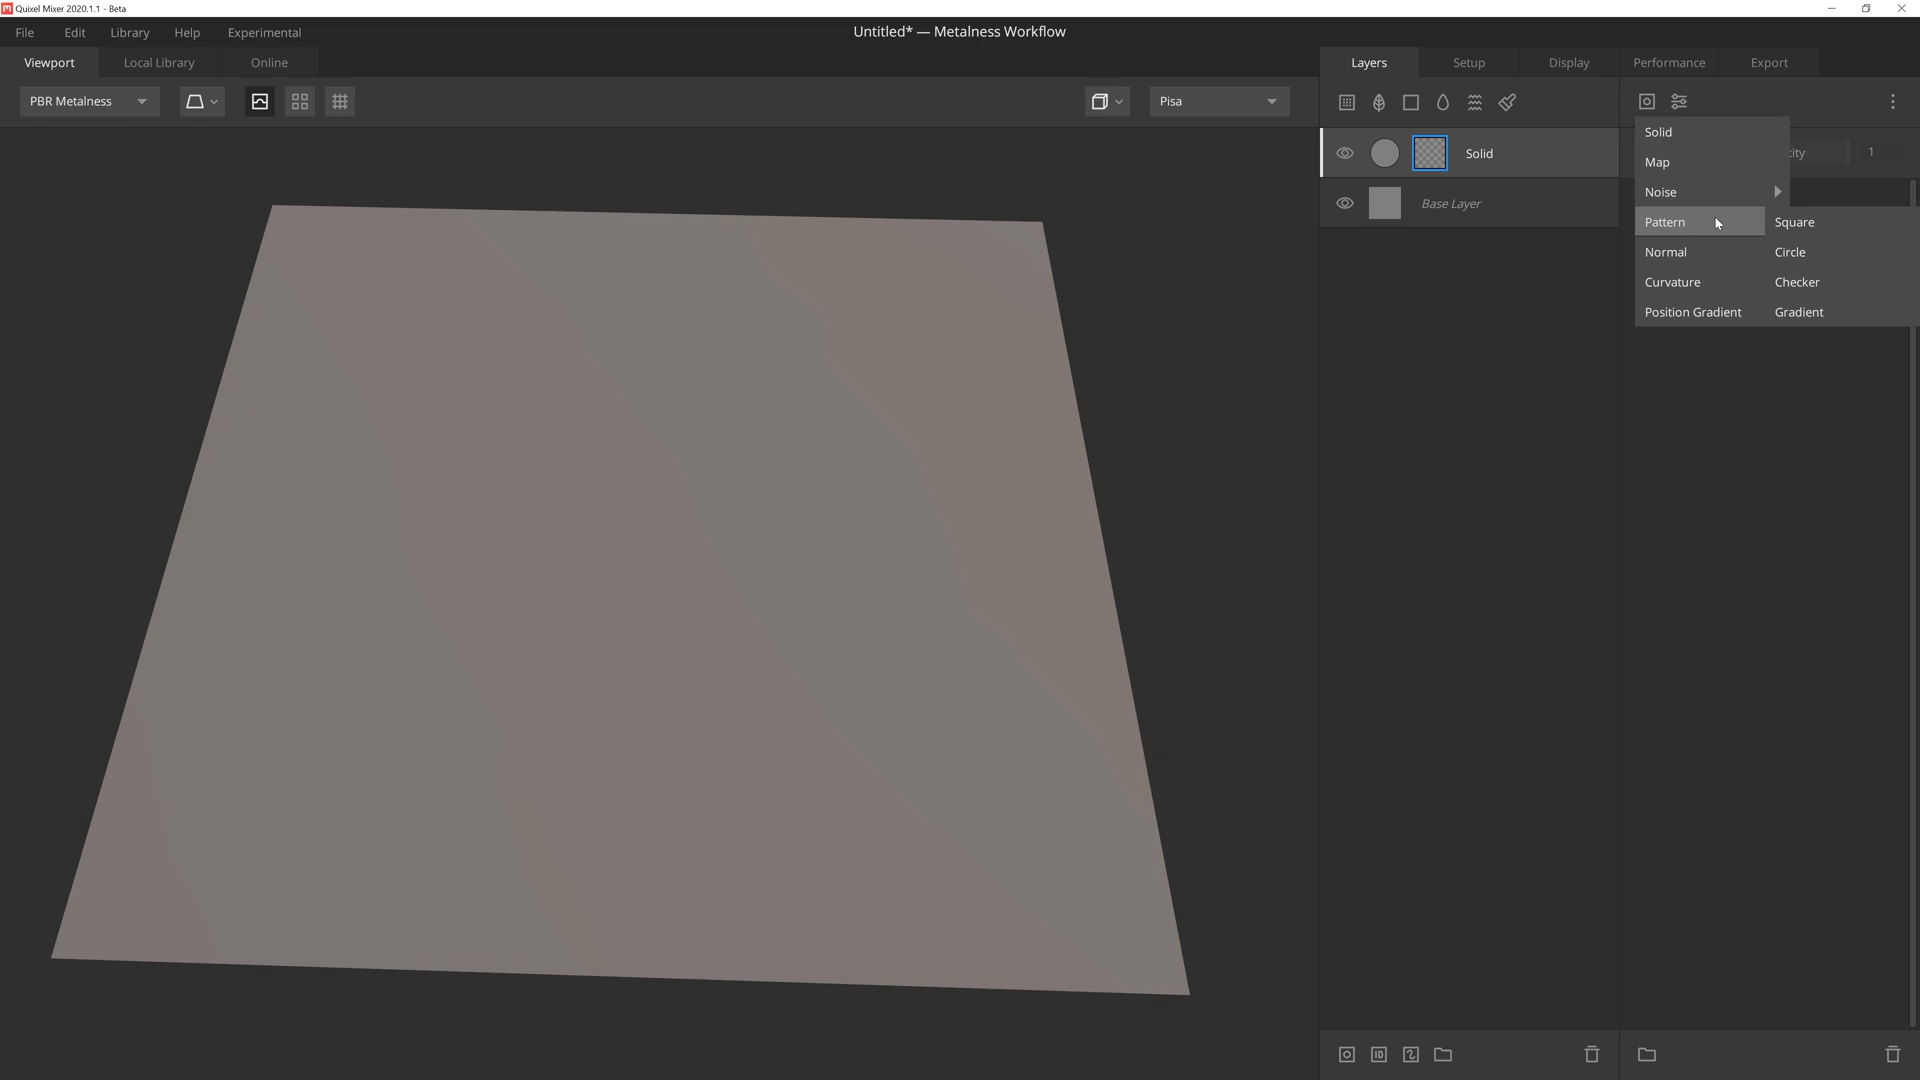 Quixel Mixer 2020.1.1 - Beta
File Edit Library Help Experimental
Untitled* — Metalness Workflow
Viewport Local Library Online
Layers Setup Display Performance Export
PBR Metalness
Pisa
Solid
Base Layer
Solid
Map
Noise
Pattern
Normal
Curvature
Position Gradient
Square
Circle
Checker
Gradient
1